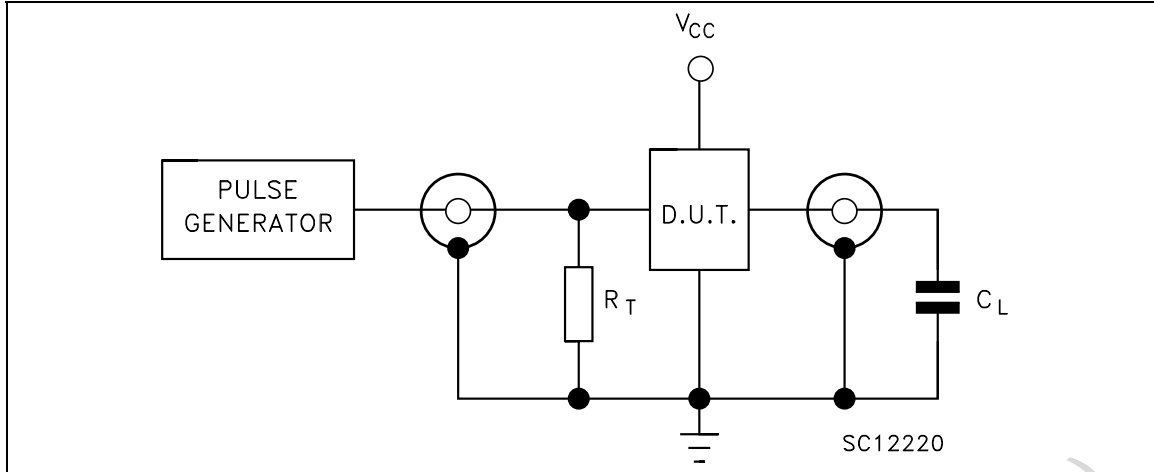 VCC
PULSE
GENERATOR
D.U.T.
RT
CL
SC12220